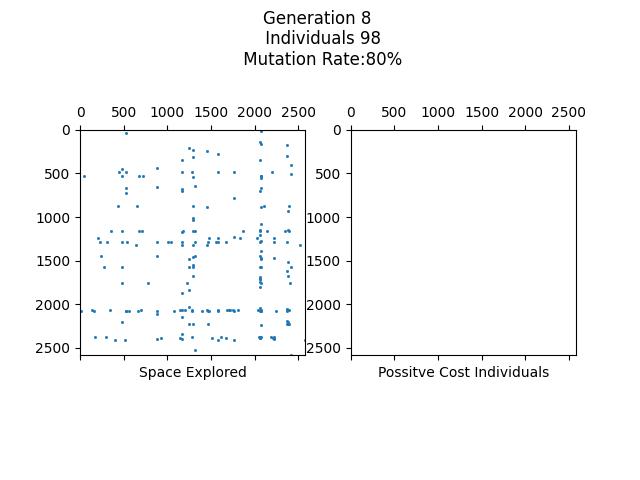 Generation 8
Individuals 98
Mutation Rate:80%
0 500 1000 1500 2000 2500
0 500 1000 1500 2000 2500
0
500
1000
1500
2000
2500
Space Explored
0
500
1000
1500
2000
2500
Possitve Cost Individuals